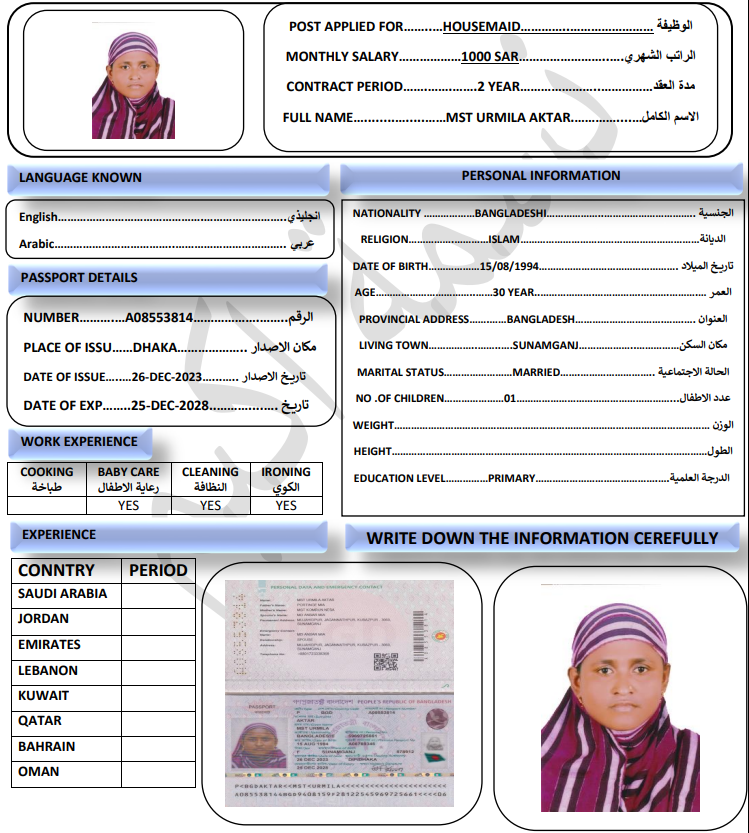 POST APPLIED FOR.........HOUSEMAID................................... الوظيفة
MONTHLY SALARY...................1000 SAR............................الراتب الشهري
CONTRACT PERIOD......................2 YEAR............................ مدة العقد
FULL NAME..........................MST URMILA AKTAR....................الاسم الكامل
LANGUAGE KNOWN
English............................................................انجليذي
Arabic............................................................ عربي
PASSPORT DETAILS
NUMBER............A08553814........................الرقم
PLACE OF ISSU......DHAKA.................. مكان الاصدار
DATE OF ISSUE....26-DEC-2023...........تاريخ الاصدار
DATE OF EXP....25-DEC-2028................ تاريخ
WORK EXPERIENCE
COOKING BABY CARE CLEANING IRONING
طباخة رعاية الاطفال النظافة الكوي
YES YES YES
PERSONAL INFORMATION
NATIONALITY ..............BANGLADESHI........................................ الجنسية
RELIGION.....................ISLAM.............................................الديانة
DATE OF BIRTH..............15/08/1994.................................. تاريخ الميلاد
AGE................................30 YEAR........................................ العمر
PROVINCIAL ADDRESS..........BANGLADESH............................ العنوان
LIVING TOWN........................SUNAMGANJ......................مكان السكن
MARITAL STATUS................MARRIED....................... الحالة الاجتماعية
NO .OF CHILDREN................01.....................................عدد الاطفال
WEIGHT............................................................................ الوزن
HEIGHT.............................................................................الطول
EDUCATION LEVEL...........PRIMARY.................................الدرجة العلمية
EXPERIENCE
WRITE DOWN THE INFORMATION CEREFULLY
CONNTRY PERIOD
SAUDI ARABIA
JORDAN
EMIRATES
LEBANON
KUWAIT
QATAR
BAHRAIN
OMAN
PERSONAL DATA AND EMERGENCY CONTACT
MST URMILA AKTAR
PEOPLE'S REPUBLIC OF BANGLADESH
PASSPORT
P BGD A08553814
AKTAR
MST URMILA
BANGLADESHI
15 AUG 1994
F SUNAMGANJ
26 DEC 2023 DIP/DHAKA
25 DEC 2028